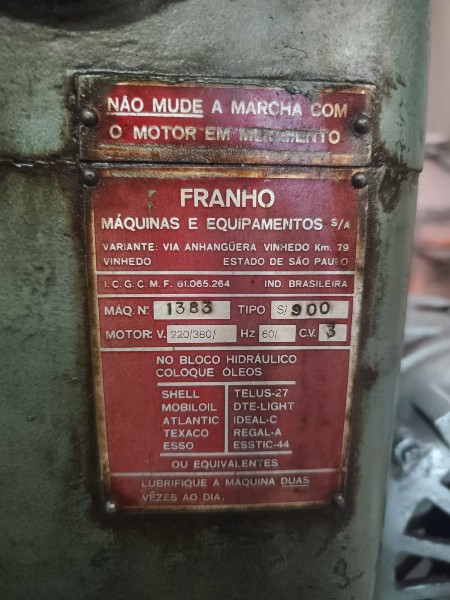 NÃO MUDE A MARCHA COM
O MOTOR EM MOVIMENTO
FRANHO
MÁQUINAS E EQUIPAMENTOS S/A
VARIANTE: VIA ANHANGÜERA VINHEDO Km. 79
VINHEDO ESTADO DE SÃO PAULO
I.C.G.C.M.F. 61.065.264 IND. BRASILEIRA
MÁQ. Nº 1383 TIPO S/900
MOTOR: V. 220/380/ Hz 60/ C.V. 3
NO BLOCO HIDRÁULICO
COLOQUE ÓLEOS
SHELL TELUS-27
MOBILOIL DTE-LIGHT
ATLANTIC IDEAL-C
TEXACO REGAL-A
ESSO ESSTIC-44
OU EQUIVALENTES
LUBRIFIQUE A MÁQUINA DUAS
VÊZES AO DIA.